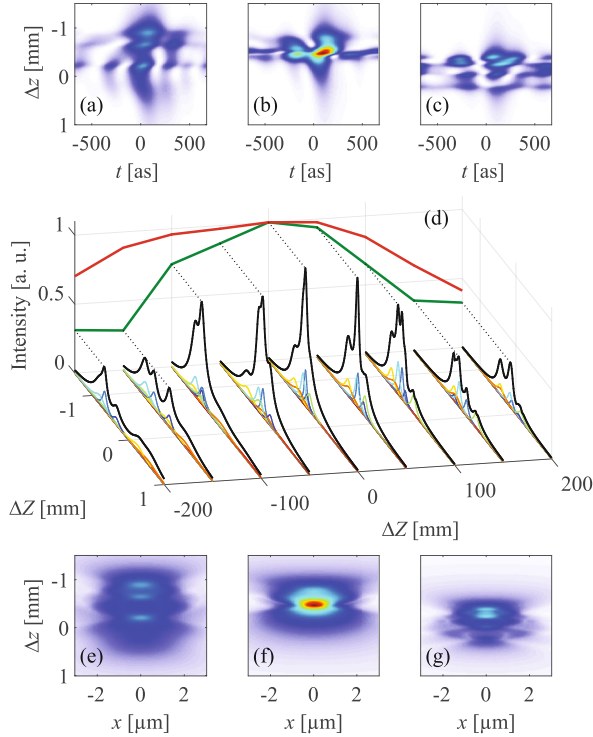 -1
0
1
Δz [mm]
(a)
(b)
(c)
-500 0 500
-500 0 500
-500 0 500
t [as]
t [as]
t [as]
(d)
1
0.5
0
Intensity [a. u.]
-1
0
1
ΔZ [mm]
-200
-100
0
100
200
ΔZ [mm]
-1
0
1
Δz [mm]
(e)
(f)
(g)
-2 0 2
-2 0 2
-2 0 2
x [μm]
x [μm]
x [μm]